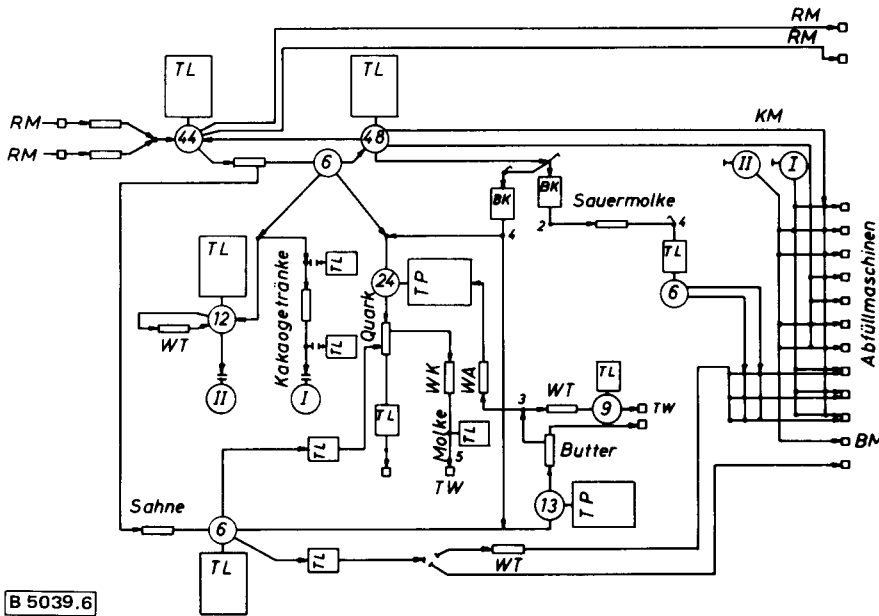 RM
RM
TL
TL
RM
44
48
KM
RM
6
II
I
BK
BK
Sauermolke
4
2
4
TL
TL
TL
6
24
TP
12
WT
Kakaogetränke
Quark
TL
II
I
WK
WA
TL
TL
WT
9
TW
3
Abfüllmaschinen
TL
Molke
TL
5
TW
Butter
BM
Sahne
6
13
TP
TL
TL
WT
B 5039.6